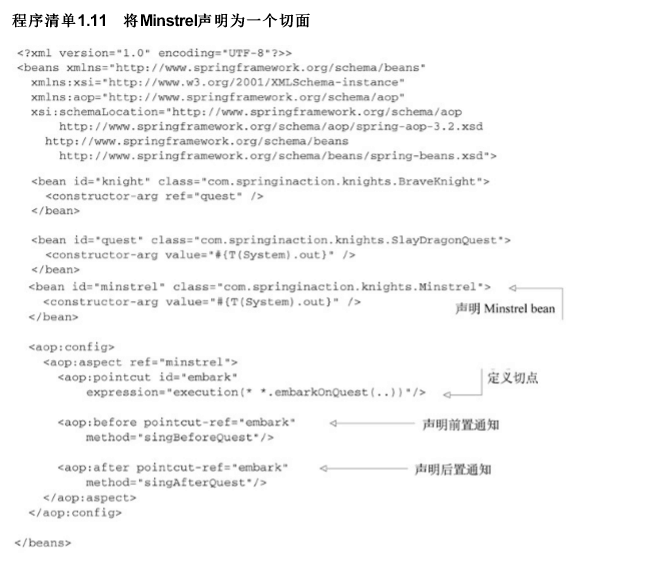 程序清单1.11 将Minstrel声明为一个切面
<?xml version="1.0" encoding="UTF-8"?>
<beans xmlns="http://www.springframework.org/schema/beans"
xmlns:xsi="http://www.w3.org/2001/XMLSchema-instance"
xmlns:aop="http://www.springframework.org/schema/aop"
xsi:schemaLocation="http://www.springframework.org/schema/aop
http://www.springframework.org/schema/aop/spring-aop-3.2.xsd
http://www.springframework.org/schema/beans
http://www.springframework.org/schema/beans/spring-beans.xsd">
<bean id="knight" class="com.springinaction.knights.BraveKnight">
<constructor-arg ref="quest" />
</bean>
<bean id="quest" class="com.springinaction.knights.SlayDragonQuest">
<constructor-arg value="#{T(System).out}" />
</bean>
<bean id="minstrel" class="com.springinaction.knights.Minstrel">
<constructor-arg value="#{T(System).out}" />
声明 Minstrel bean
</bean>
<aop:config>
<aop:aspect ref="minstrel">
<aop:pointcut id="embark"
定义切点
expression="execution(* *.embarkOnQuest(..))"/>
<aop:before pointcut-ref="embark"
声明前置通知
method="singBeforeQuest"/>
<aop:after pointcut-ref="embark"
声明后置通知
method="singAfterQuest"/>
</aop:aspect>
</aop:config>
</beans>